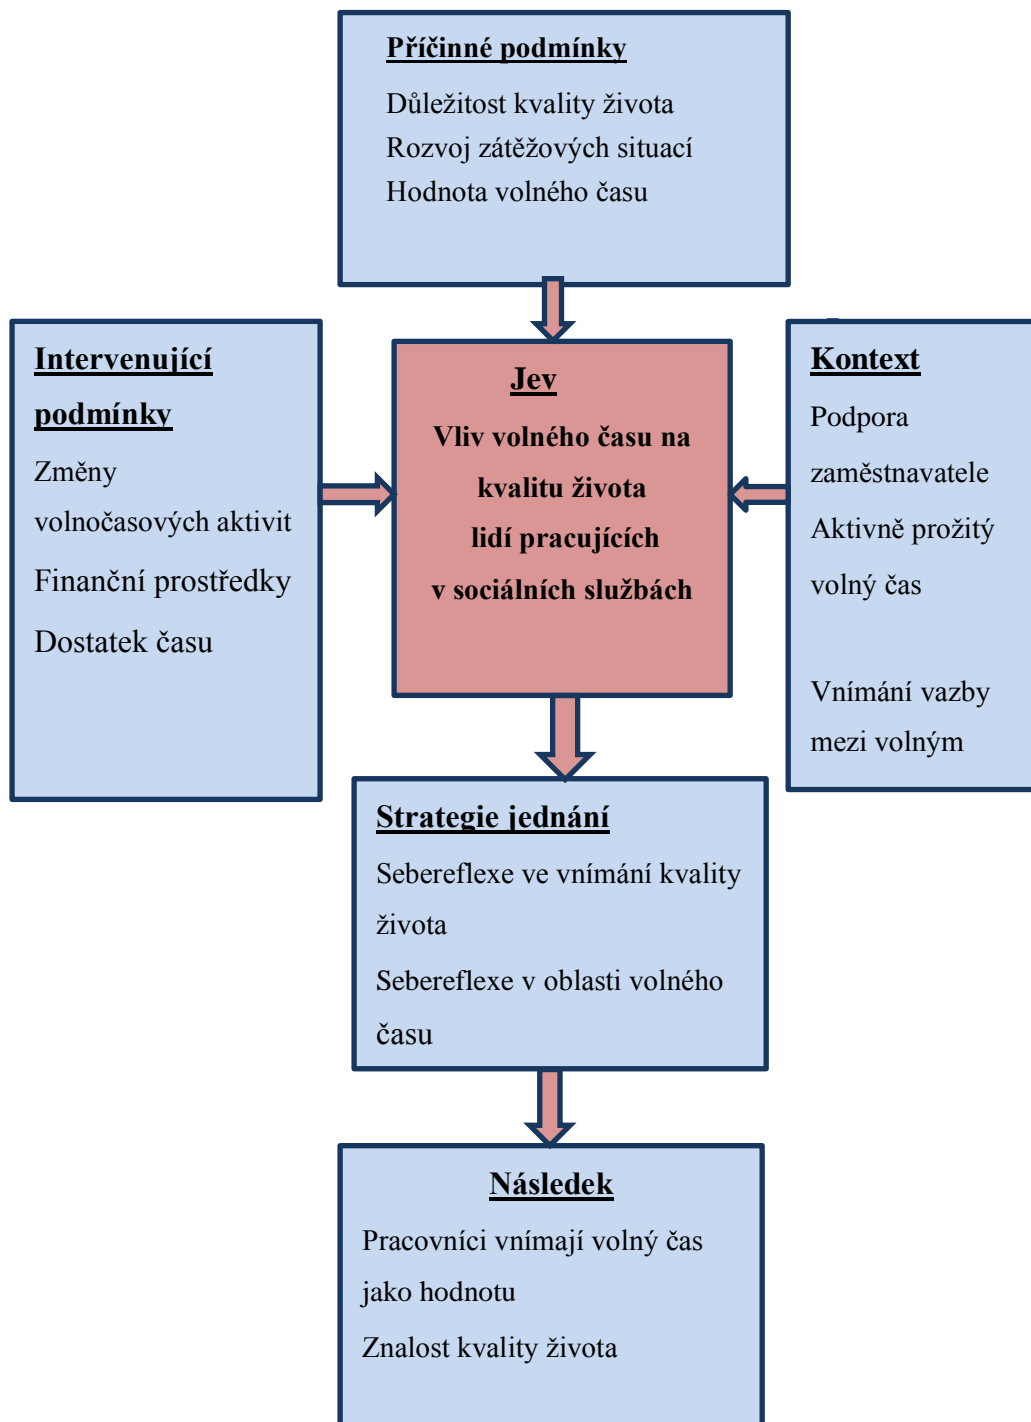 Příčinné podmínky
Důležitost kvality života
Rozvoj zátěžových situací
Hodnota volného času
Intervenující
podmínky
Změny
volnočasových aktivit
Finanční prostředky
Dostatek času
Jev
Vliv volného času na
kvalitu života
lidí pracujících
v sociálních službách
Kontext
Podpora
zaměstnavatele
Aktivně prožitý
volný čas
Vnímání vazby
mezi volným
Strategie jednání
Sebereflexe ve vnímání kvality
života
Sebereflexe v oblasti volného
času
Následek
Pracovníci vnímají volný čas
jako hodnotu
Znalost kvality života